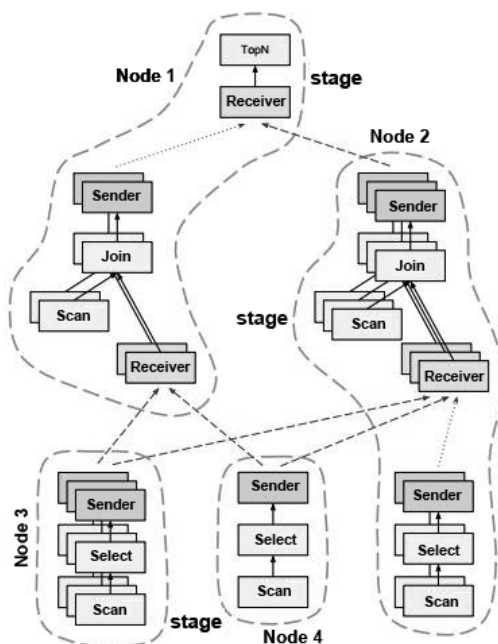 TopN
Node 1
stage
Receiver
Node 2
Sender
Sender
Join
Join
Scan
stage
Scan
Receiver
Receiver
Node 3
Sender
Sender
Sender
Select
Select
Select
Scan
Scan
Scan
stage
Node 4